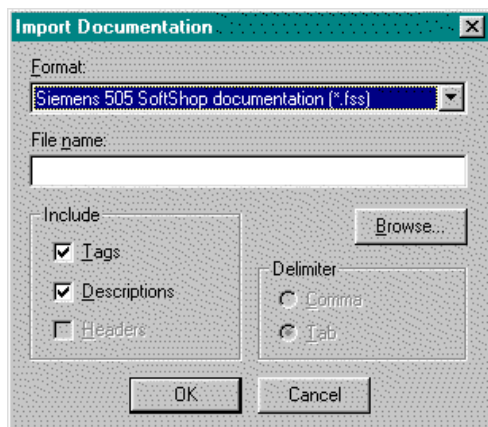 Import Documentation
Format:
Siemens 505 SoftShop documentation (*.fss)
File name:
Include
Browse...
Tags
Descriptions
Delimiter
Comma
Headers
Tab
OK
Cancel